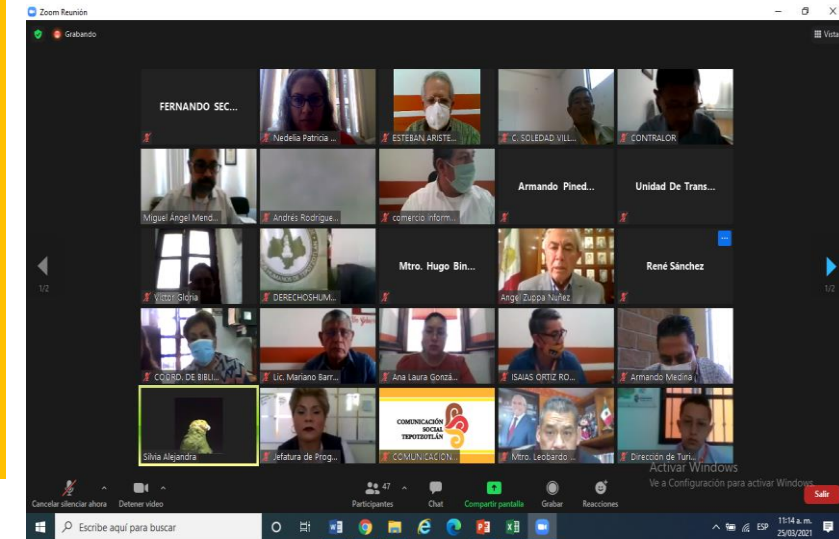 Zoom Reunión
Grabando
Vista
FERNANDO SEC...
Nedelia Patricia ...
ESTEBAN ARISTE...
C. SOLEDAD VILL...
CONTRALOR
Miguel Ángel Mend...
Andrés Rodrigue...
comercio inform...
Armando Pined...
Unidad De Trans...
Victor Gloria
DERECHOSHUM...
Mtro. Hugo Bin...
Angel Zuppa Nuñez
René Sánchez
1/2
1/2
COORD. DE BIBLI...
Lic. Mariano Barr...
Ana Laura Gonzá...
ISAIAS ORTIZ RO...
Armando Medina
Silvia Alejandra
Jefatura de Prog...
COMUNICACIÓN
SOCIAL
TEPOTZOTLÁN
COMUNICACIÓN...
Mtro. Leobardo ...
Dirección de Turi...
Activar Windows
Ve a Configuración para activar Windows.
Cancelar silenciar ahora
Detener video
47
Participantes
Chat
Compartir pantalla
Grabar
Reacciones
Salir
Escribe aquí para buscar
ESP
11:14 a.m.
25/03/2021